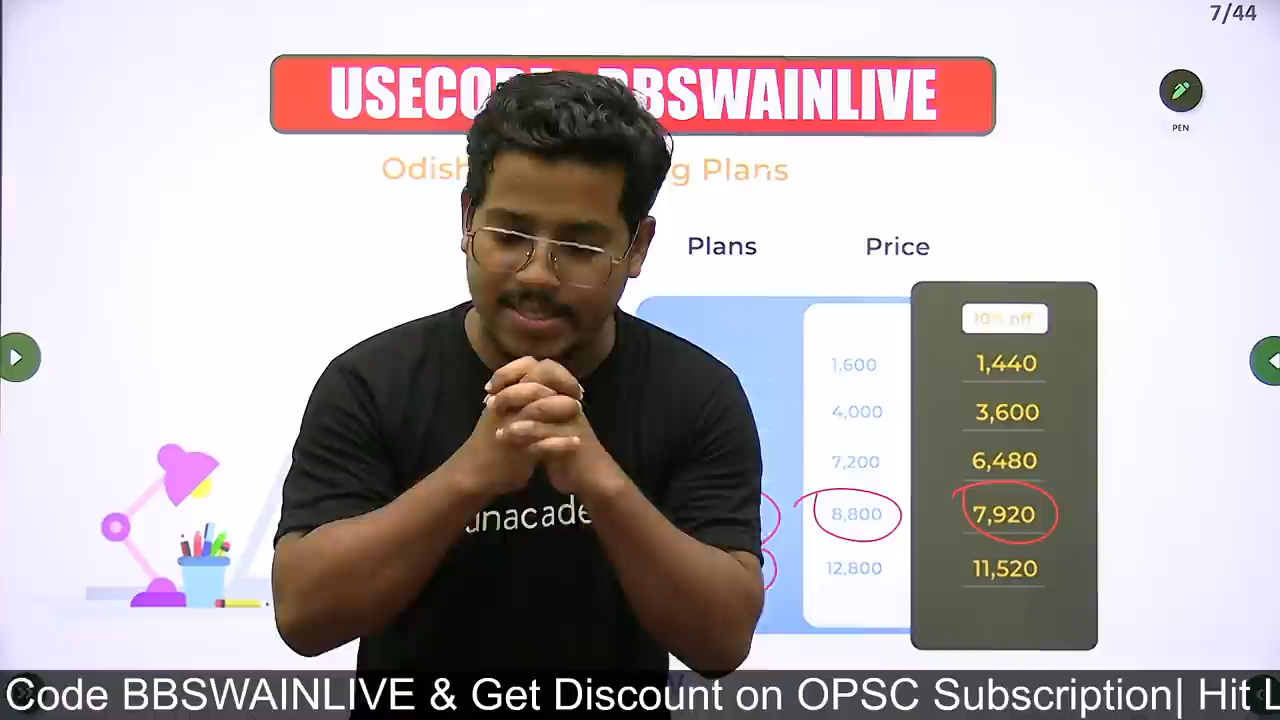 7/44
USECODE BBSWAINLIVE
PEN
Odish g Plans
Plans Price
10% off
1,600 1,440
4,000 3,600
7,200 6,480
8,800 7,920
12,800 11,520
unacade
Code BBSWAINLIVE & Get Discount on OPSC Subscription| Hit L